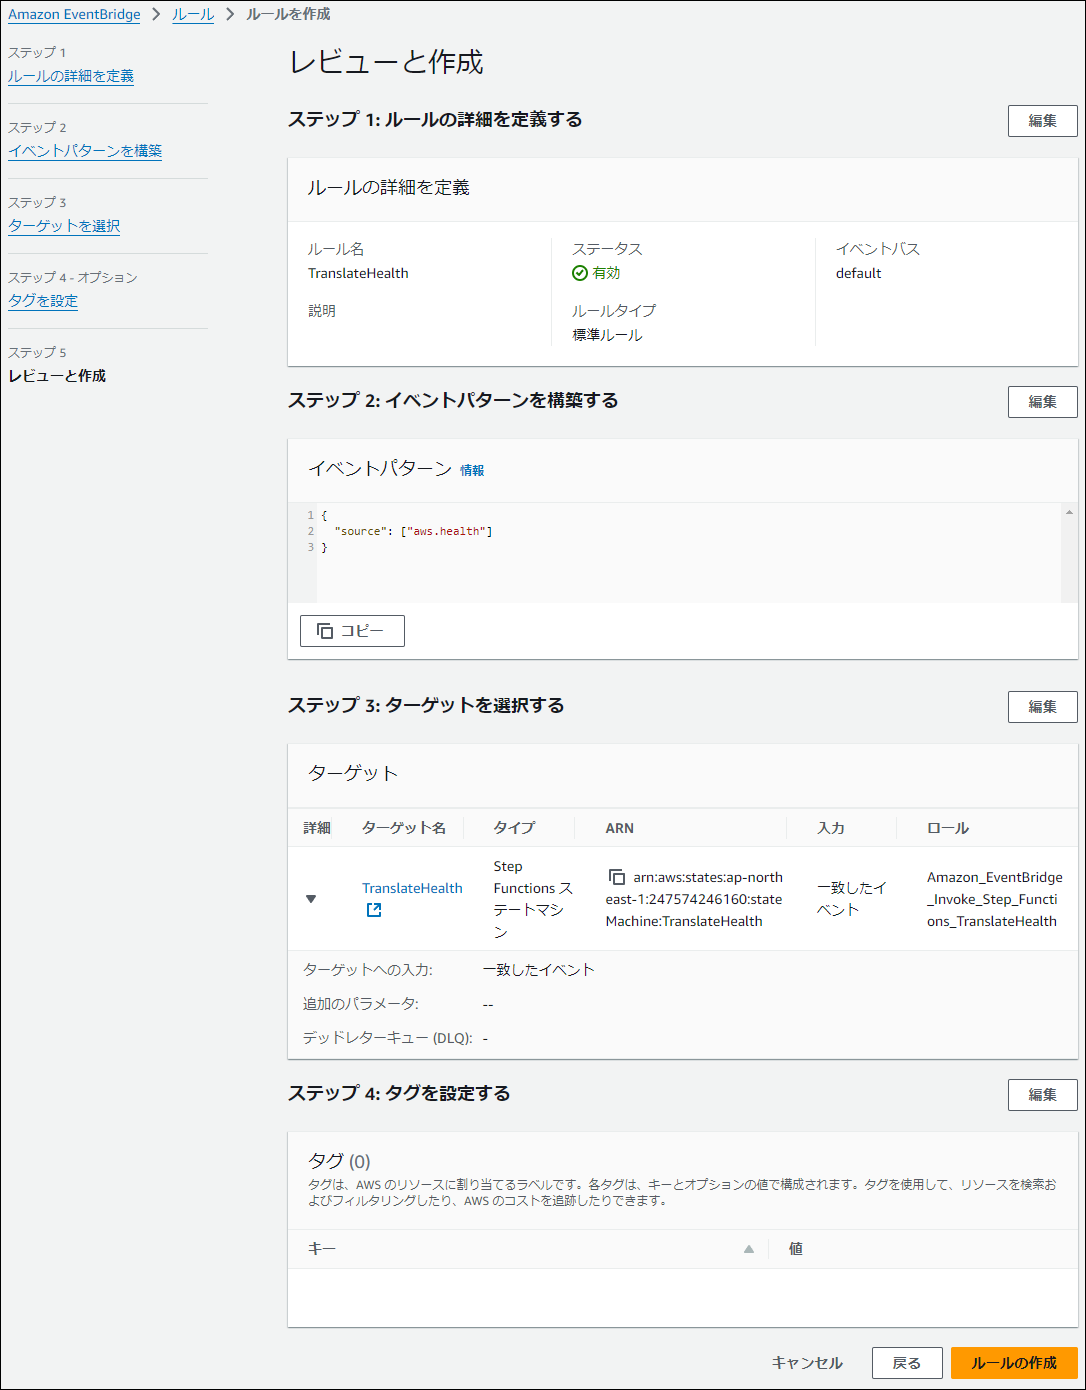 Amazon EventBridge > ルール > ルールを作成
ステップ 1
ルールの詳細を定義
ステップ 2
イベントパターンを構築
ステップ 3
ターゲットを選択
ステップ 4 - オプション
タグを設定
ステップ 5
レビューと作成
レビューと作成
ステップ 1: ルールの詳細を定義する
編集
ルールの詳細を定義
ルール名
TranslateHealth
説明
ステータス
有効
ルールタイプ
標準ルール
イベントバス
default
ステップ 2: イベントパターンを構築する
編集
イベントパターン 情報
1 {
2 "source": ["aws.health"]
3 }
コピー
ステップ 3: ターゲットを選択する
編集
ターゲット
詳細 ターゲット名 タイプ ARN 入力 ロール
TranslateHealth
Step
Functions ス
テートマシ
ン
arn:aws:states:ap-north
east-1:247574246160:state
Machine:TranslateHealth
一致したイ
ベント
Amazon_EventBridge
_Invoke_Step_Functi
ons_TranslateHealth
ターゲットへの入力: 一致したイベント
追加のパラメータ: --
デッドレターキュー (DLQ): -
ステップ 4: タグを設定する
編集
タグ (0)
タグは、AWS のリソースに割り当てるラベルです。各タグは、キーとオプションの値で構成されます。タグを使用して、リソースを検索お
よびフィルタリングしたり、AWS のコストを追跡したりできます。
キー 値
キャンセル 戻る ルールの作成